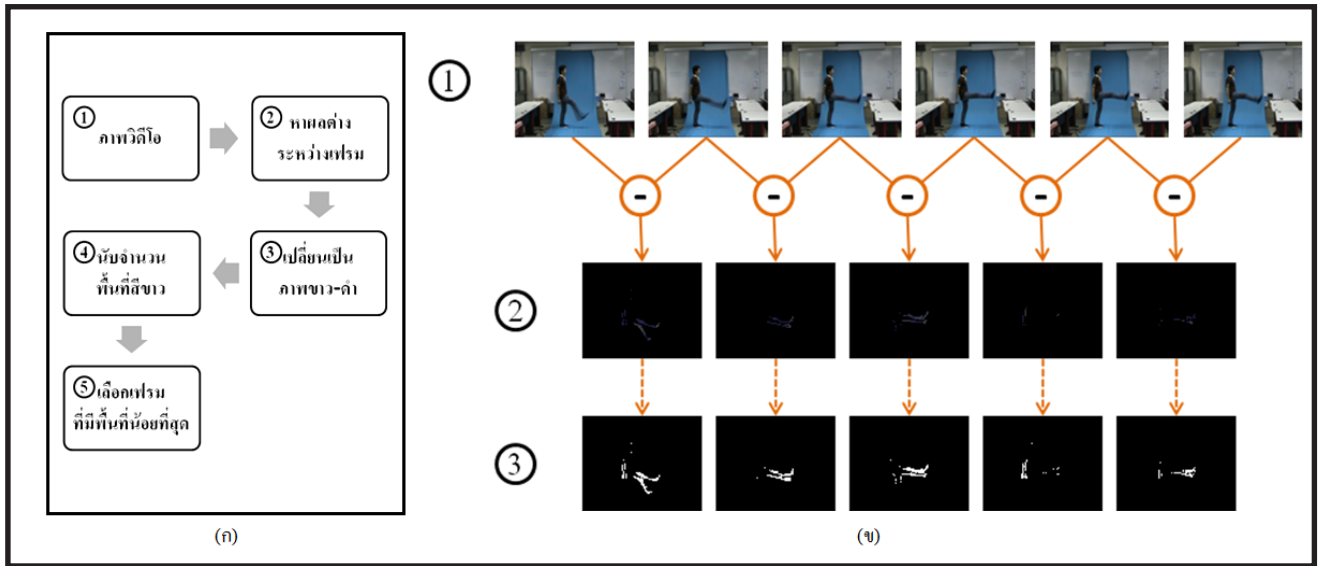 ①
ภาพวิดีโอ
② หาผลต่าง
ระหว่างเฟรม
③ เปลี่ยนเป็น
ภาพขาว-ดำ
④ นับจำนวน
พื้นที่สีขาว
⑤ เลือกเฟรม
ที่มีพื้นที่น้อยที่สุด
(ก)
①
- - - - -
②
③
(ข)